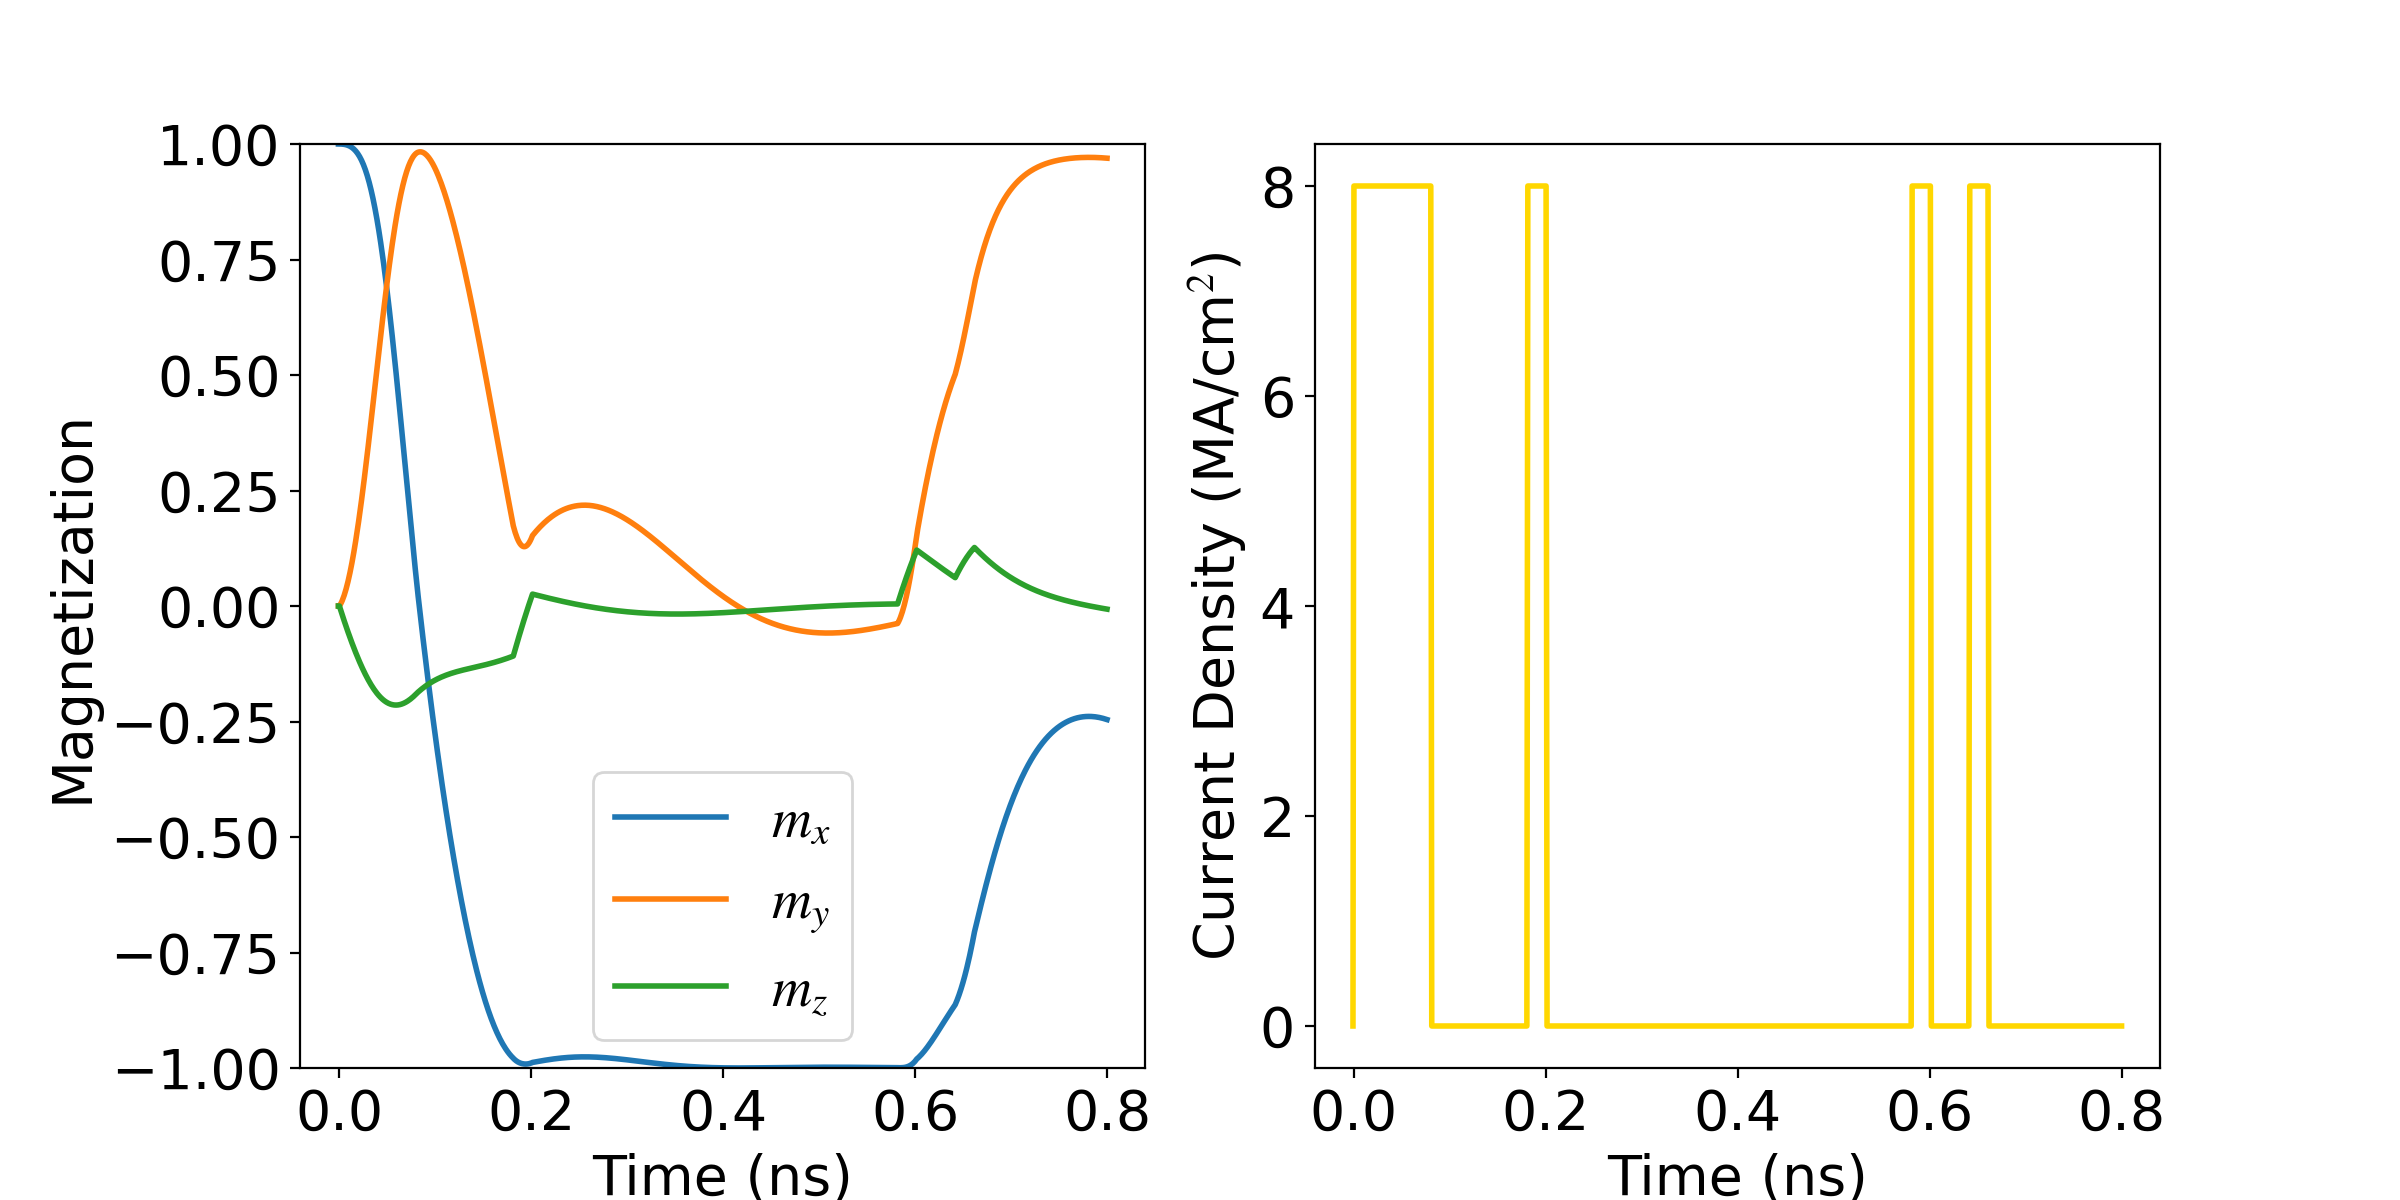 Magnetization
1.00
0.75
0.50
0.25
0.00
−0.25
−0.50
−0.75
−1.00
0.0 0.2 0.4 0.6 0.8
Time (ns)
m_x
m_y
m_z
Current Density (MA/cm²)
8
6
4
2
0
0.0 0.2 0.4 0.6 0.8
Time (ns)